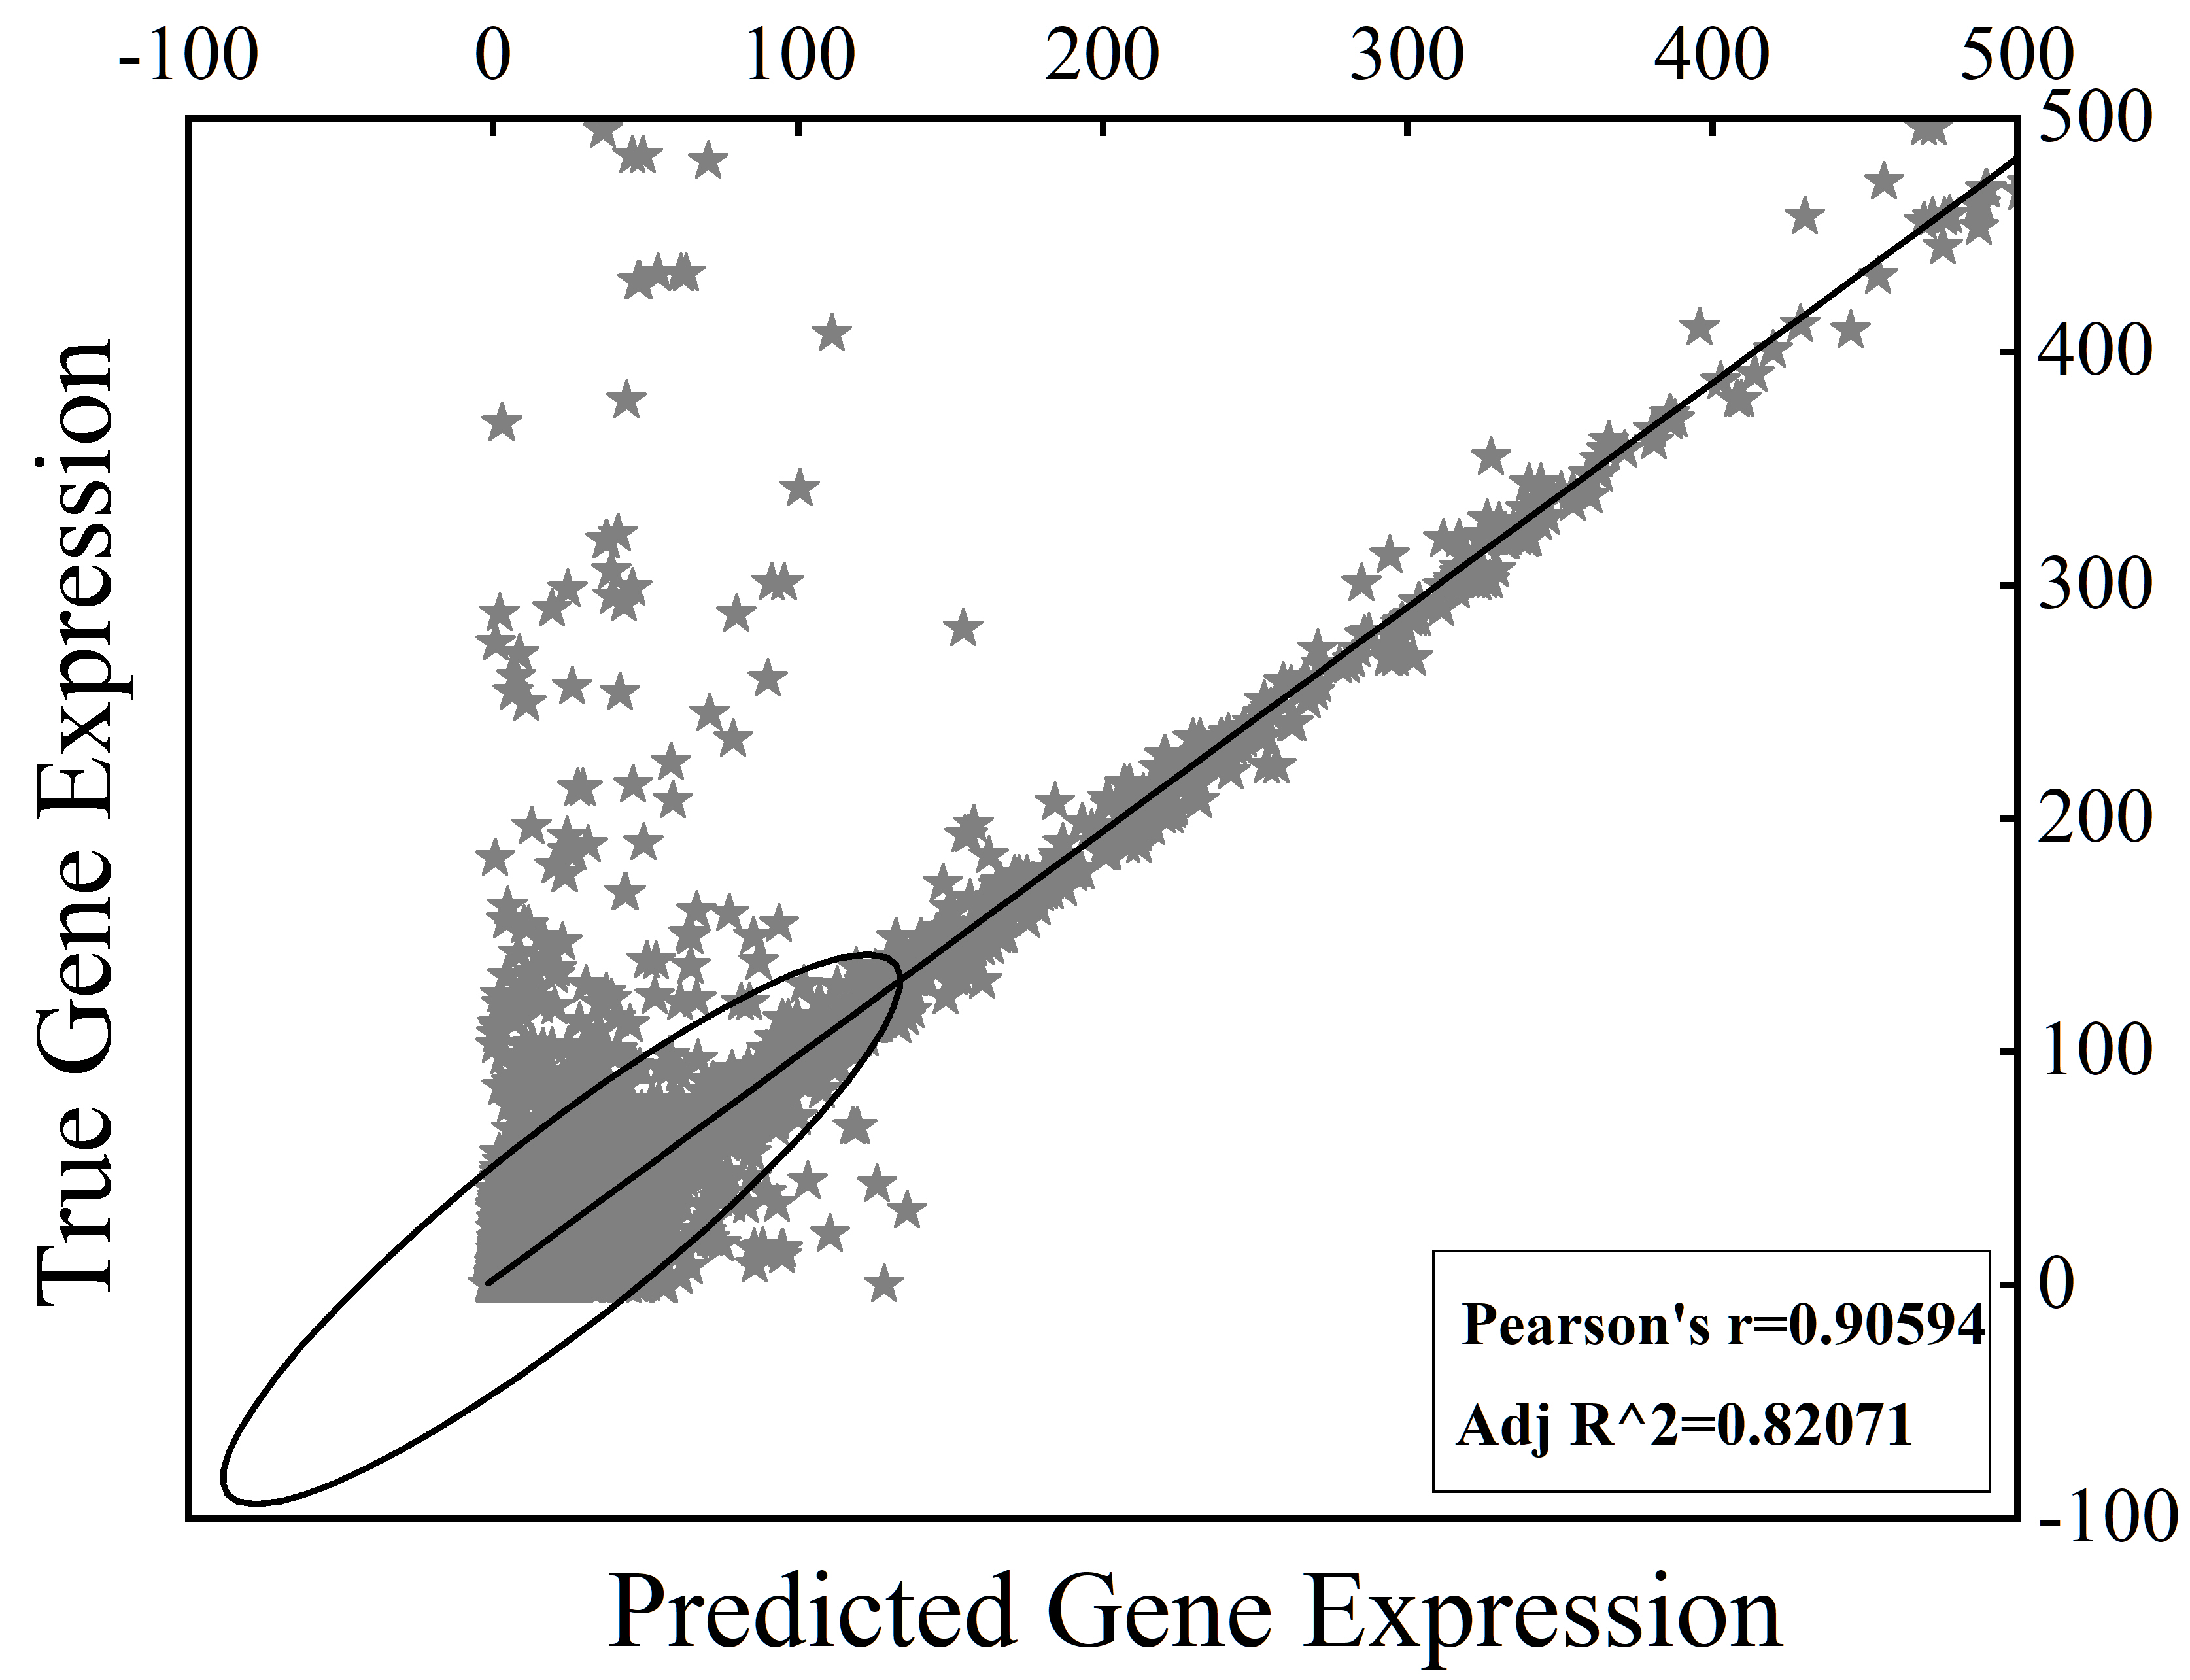 -100 0 100 200 300 400 500
500
400
300
200
100
0
-100
True Gene Expression
Pearson's r=0.90594
Adj R^2=0.82071
Predicted Gene Expression